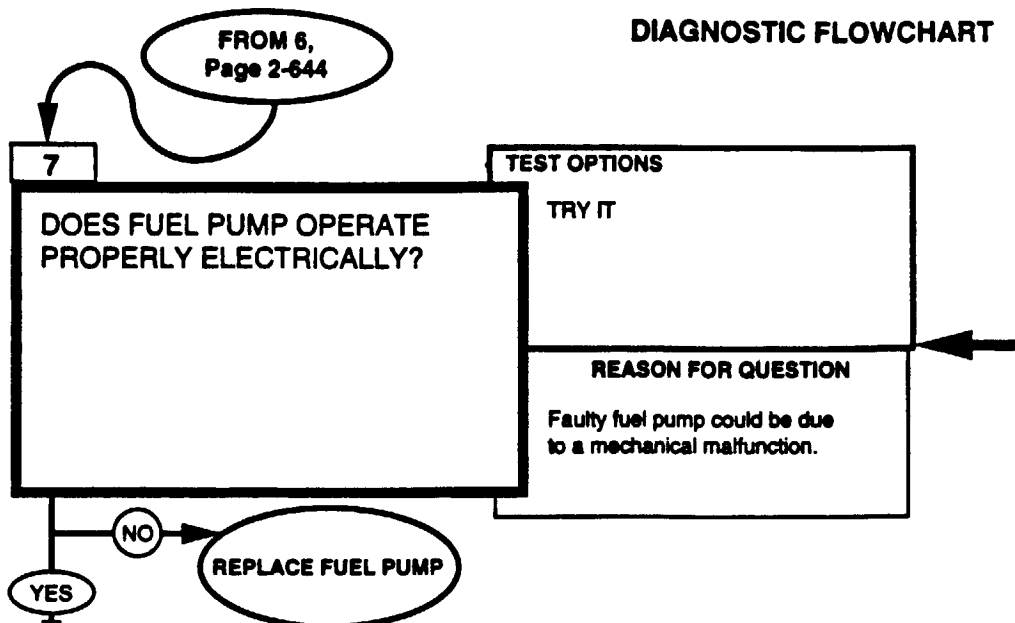 DIAGNOSTIC FLOWCHART
FROM 6,
Page 2-644
7
DOES FUEL PUMP OPERATE
PROPERLY ELECTRICALLY?
TEST OPTIONS
TRY IT
REASON FOR QUESTION
Faulty fuel pump could be due
to a mechanical malfunction.
NO
REPLACE FUEL PUMP
YES